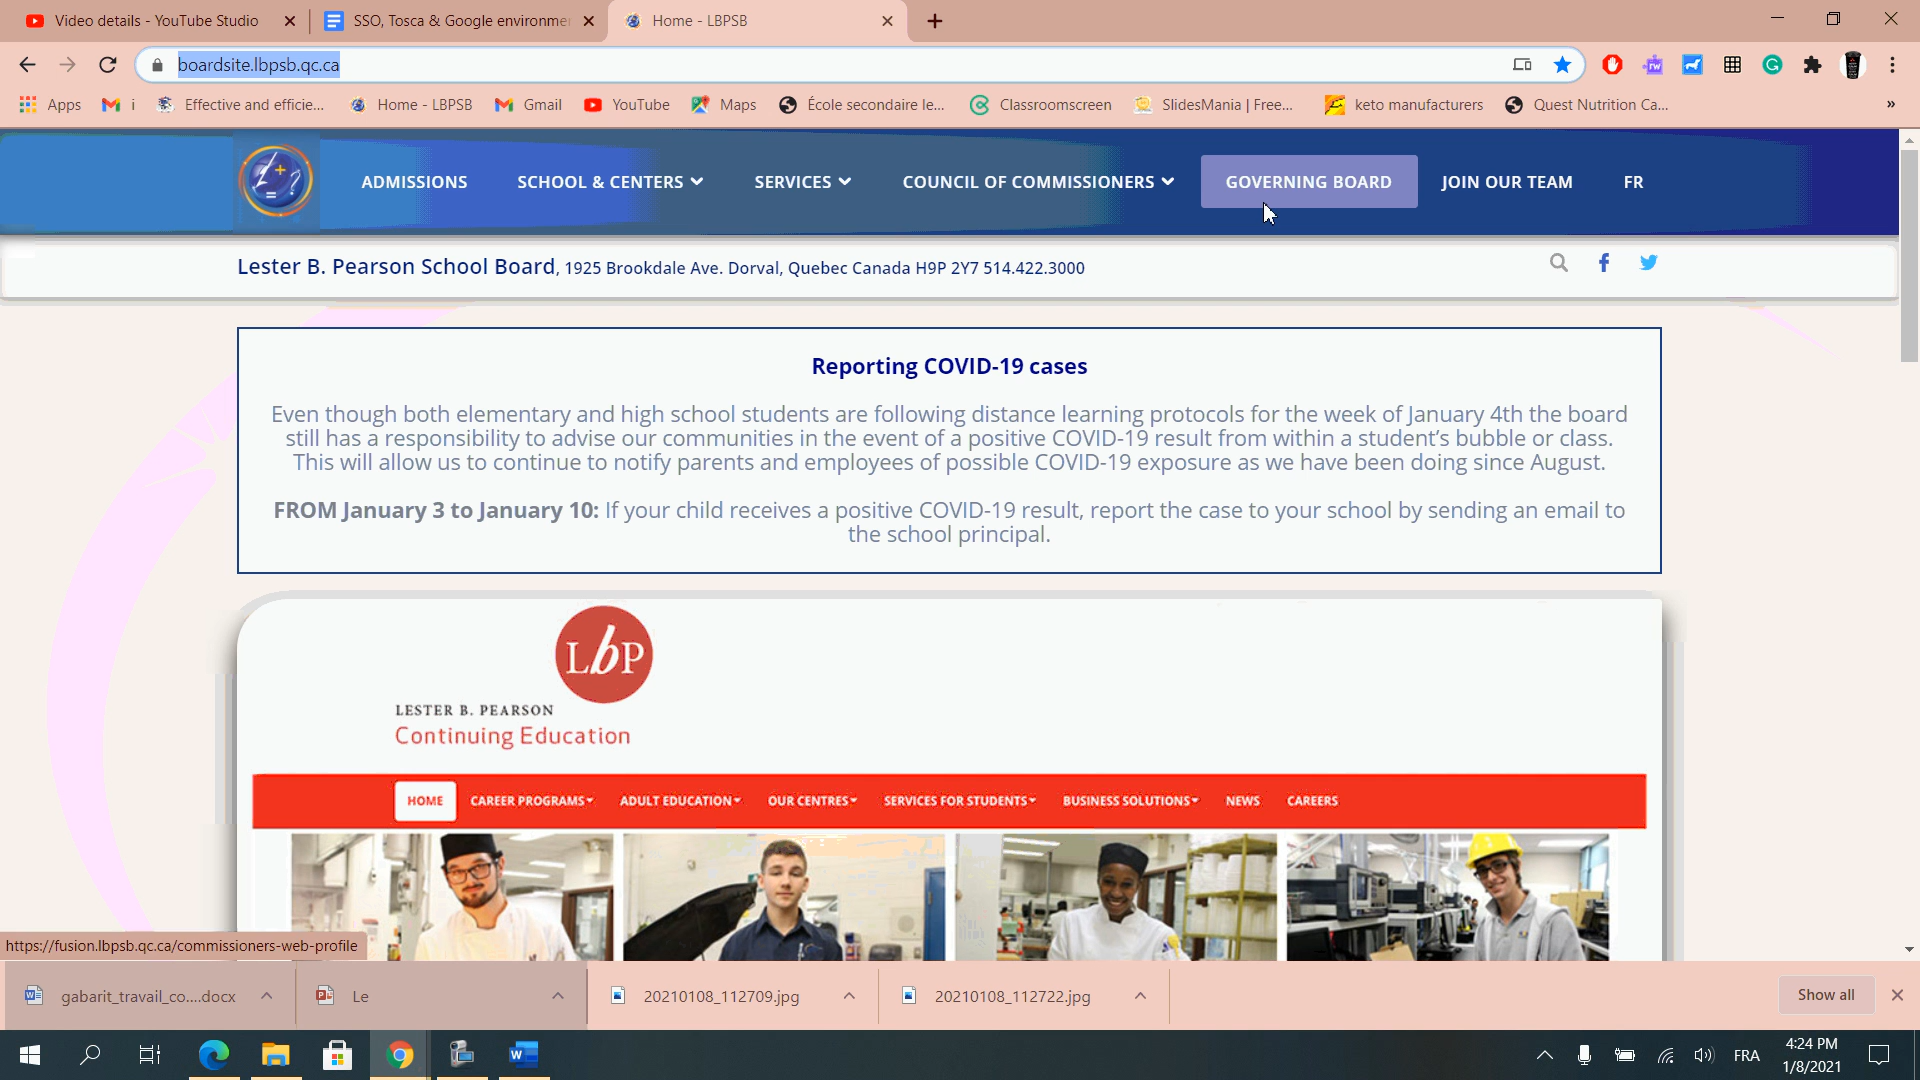 Video details - YouTube Studio
SSO, Tosca & Google environme
Home - LBPSB
boardsite.lbpsb.qc.ca
Apps
i
Effective and efficie...
Home - LBPSB
Gmail
YouTube
Maps
École secondaire le...
Classroomscreen
SlidesMania | Free...
keto manufacturers
Quest Nutrition Ca...
»
ADMISSIONS
SCHOOL & CENTERS
SERVICES
COUNCIL OF COMMISSIONERS
GOVERNING BOARD
JOIN OUR TEAM
FR
Lester B. Pearson School Board, 1925 Brookdale Ave. Dorval, Quebec Canada H9P 2Y7 514.422.3000
Reporting COVID-19 cases
Even though both elementary and high school students are following distance learning protocols for the week of January 4th the board
still has a responsibility to advise our communities in the event of a positive COVID-19 result from within a student's bubble or class.
This will allow us to continue to notify parents and employees of possible COVID-19 exposure as we have been doing since August.
FROM January 3 to January 10: If your child receives a positive COVID-19 result, report the case to your school by sending an email to
the school principal.
LbP
LESTER B. PEARSON
Continuing Education
HOME
CAREER PROGRAMS
ADULT EDUCATION
OUR CENTRES
SERVICES FOR STUDENTS
BUSINESS SOLUTIONS
NEWS
CAREERS
https://fusion.lbpsb.qc.ca/commissioners-web-profile
gabarit_travail_co....docx
Le
20210108_112709.jpg
20210108_112722.jpg
Show all
FRA
4:24 PM
1/8/2021